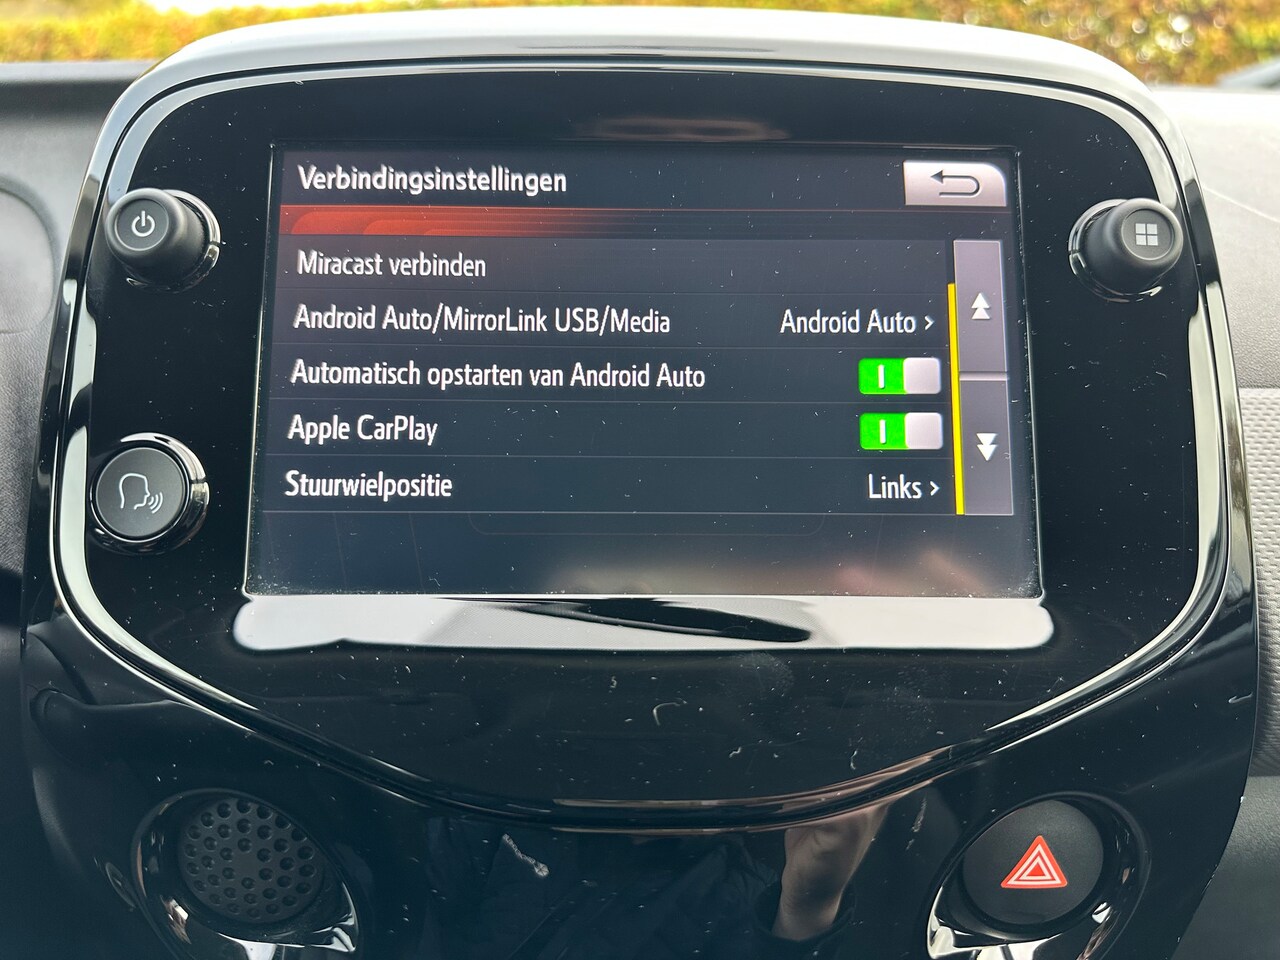 Verbindingsinstellingen
Miracast verbinden
Android Auto/MirrorLink USB/Media Android Auto >
Automatisch opstarten van Android Auto
Apple CarPlay
Stuurwielpositie Links >